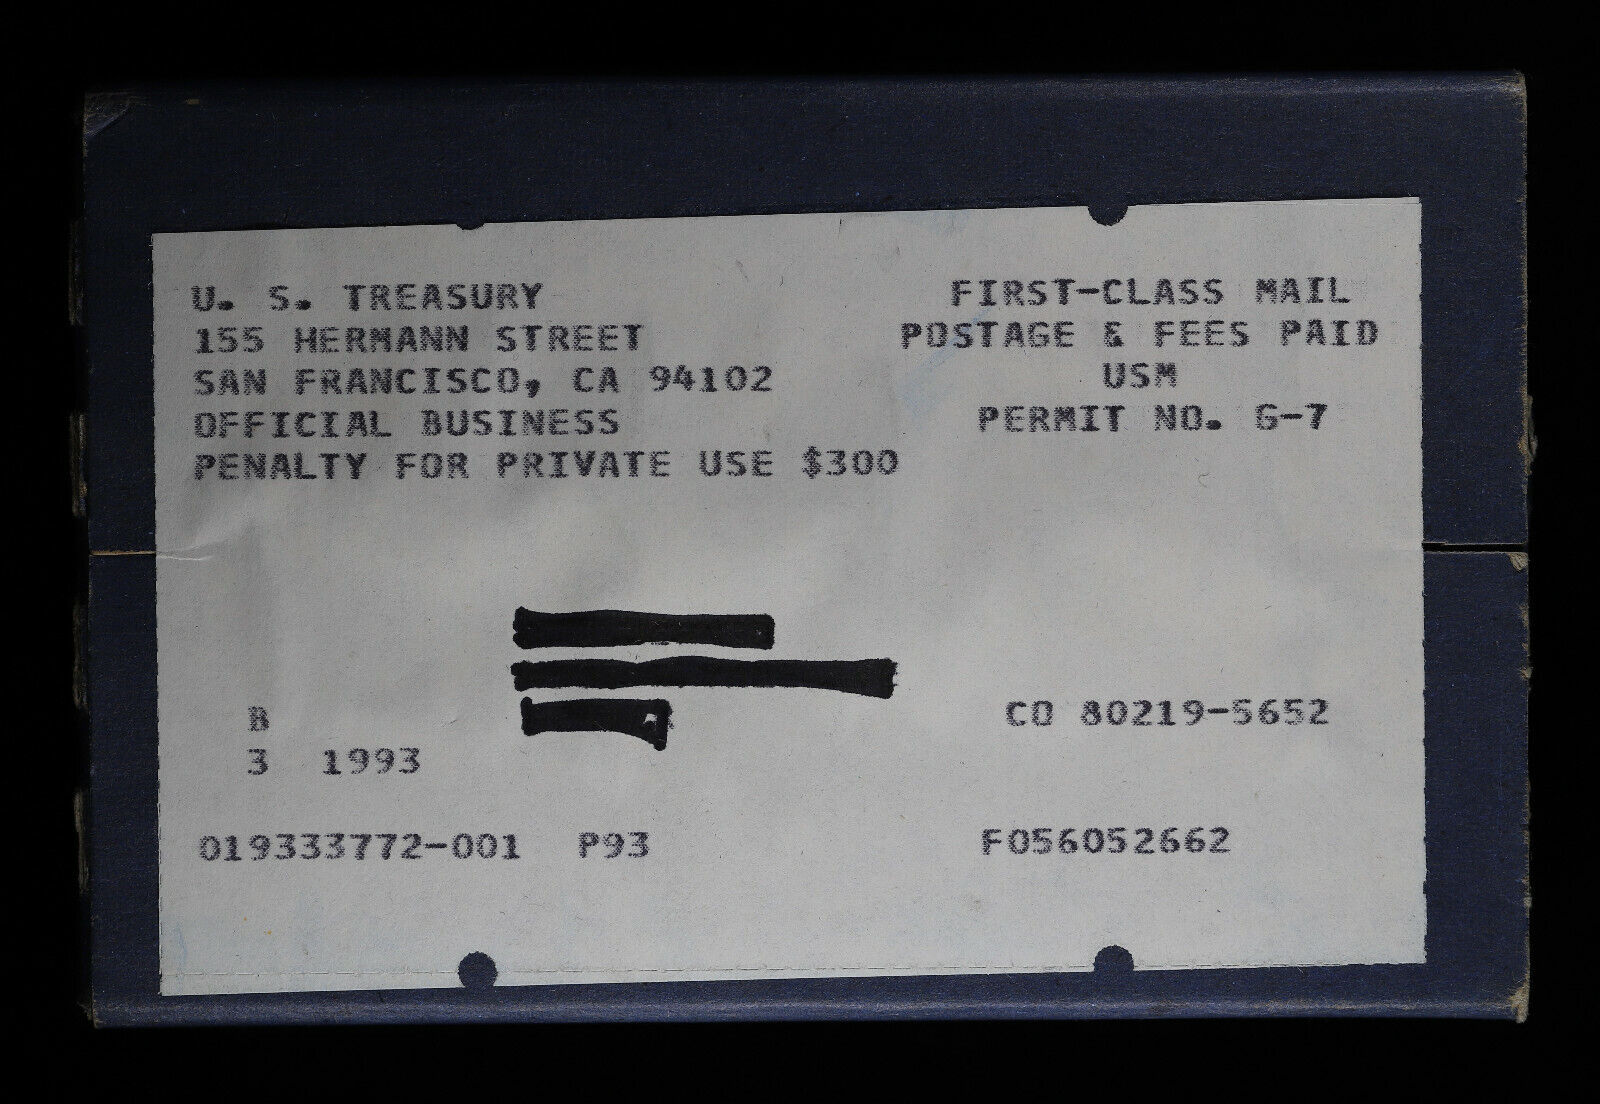 U. S. TREASURY
155 HERMANN STREET
SAN FRANCISCO, CA 94102
OFFICIAL BUSINESS
PENALTY FOR PRIVATE USE $300
FIRST-CLASS MAIL
POSTAGE & FEES PAID
USM
PERMIT NO. G-7
B
CO 80219-5652
3 1993
019333772-001 P93 F056052662